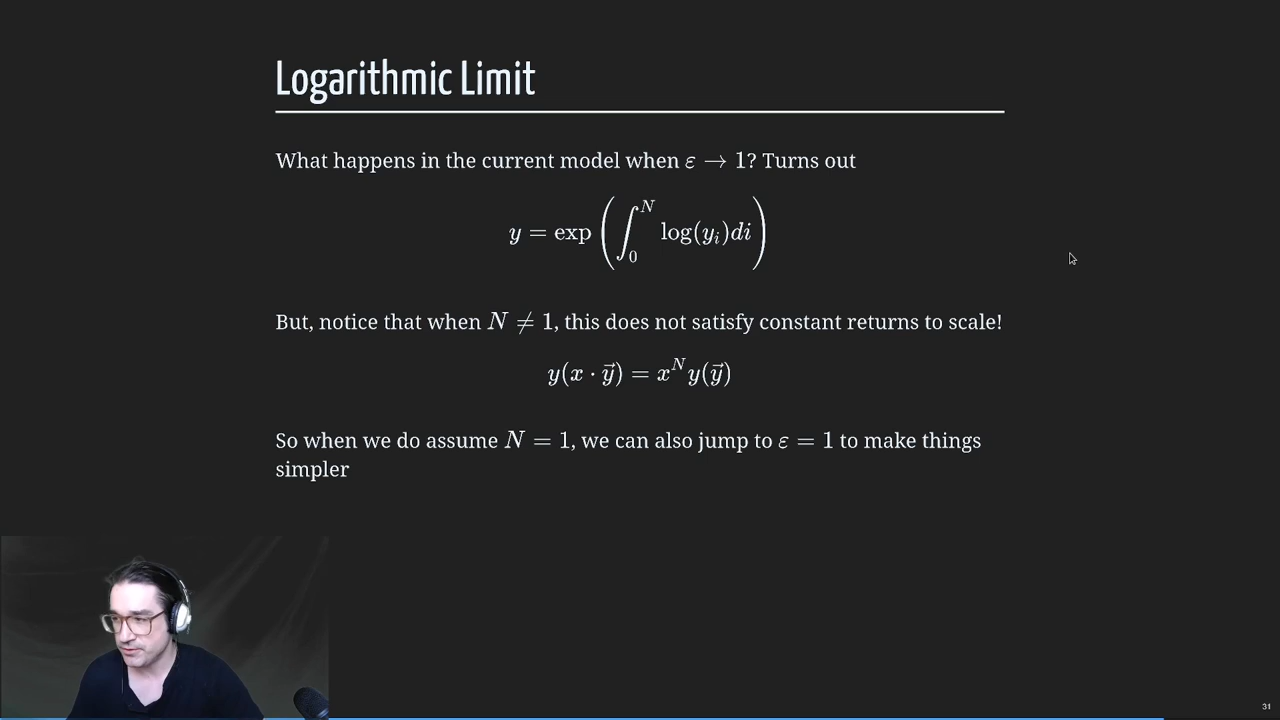 Logarithmic Limit
What happens in the current model when ε → 1? Turns out
y = exp (∫₀ᴺ log(yᵢ)di)
But, notice that when N ≠ 1, this does not satisfy constant returns to scale!
y(x · y⃗) = xᴺy(y⃗)
So when we do assume N = 1, we can also jump to ε = 1 to make things
simpler
31